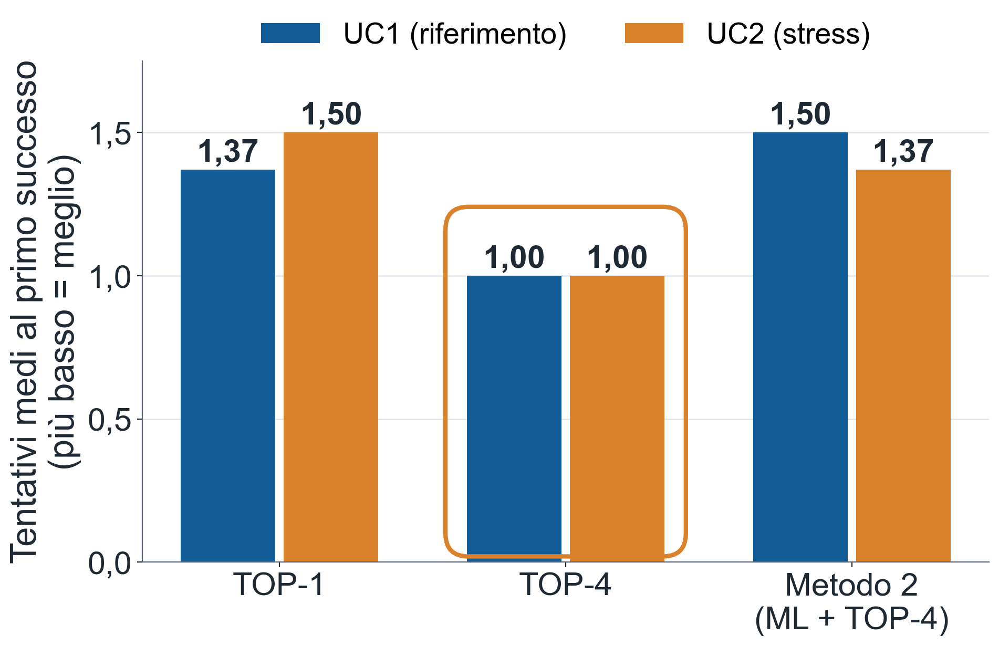 UC1 (riferimento)
UC2 (stress)
Tentativi medi al primo successo
(più basso = meglio)
1,5
1,0
0,5
0,0
1,37
1,50
1,00
1,00
1,50
1,37
TOP-1
TOP-4
Metodo 2
(ML + TOP-4)